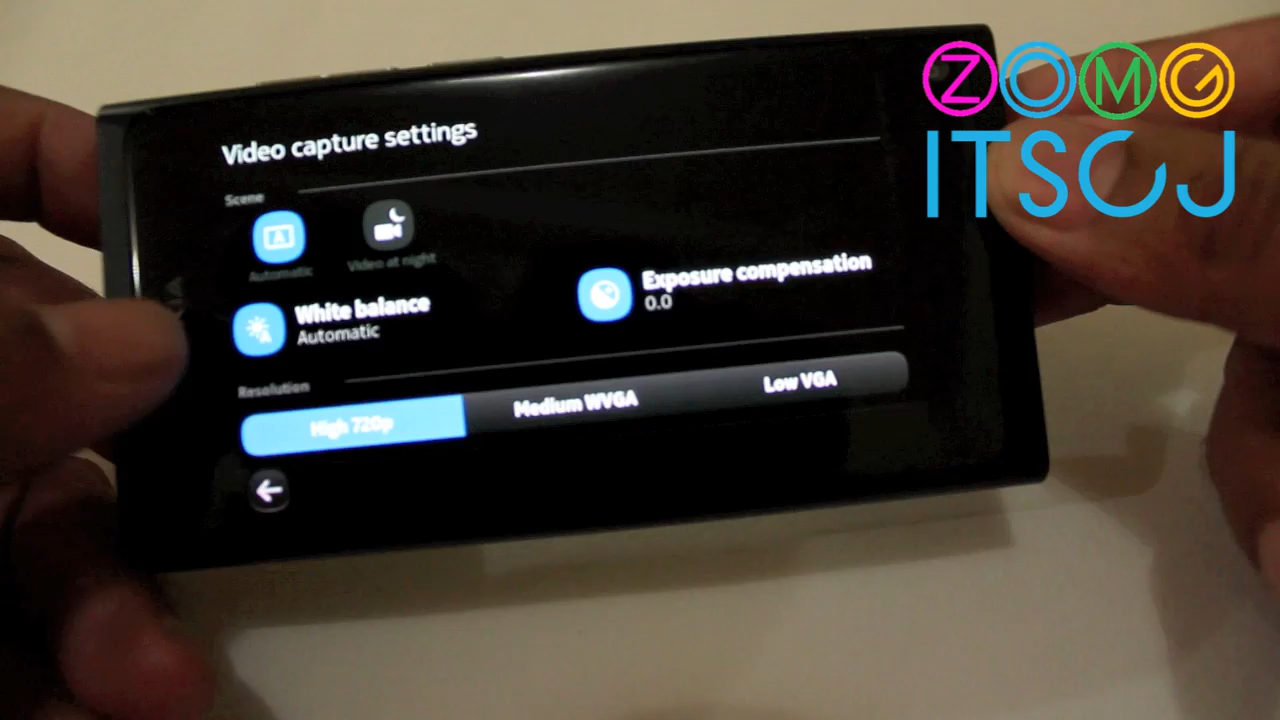 ZOMG
ITSCJ
Video capture settings
Scene
Automatic
Video at night
White balance
Automatic
Exposure compensation
0.0
Resolution
High 720p
Medium WVGA
Low VGA